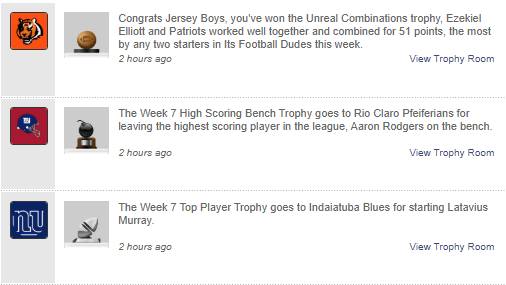 Congrats Jersey Boys, you've won the Unreal Combinations trophy, Ezekiel
Elliott and Patriots worked well together and combined for 51 points, the most
by any two starters in Its Football Dudes this week.
2 hours ago View Trophy Room
The Week 7 High Scoring Bench Trophy goes to Rio Claro Pfeiferians for
leaving the highest scoring player in the league, Aaron Rodgers on the bench.
2 hours ago View Trophy Room
ny
The Week 7 Top Player Trophy goes to Indaiatuba Blues for starting Latavius
Murray.
2 hours ago View Trophy Room